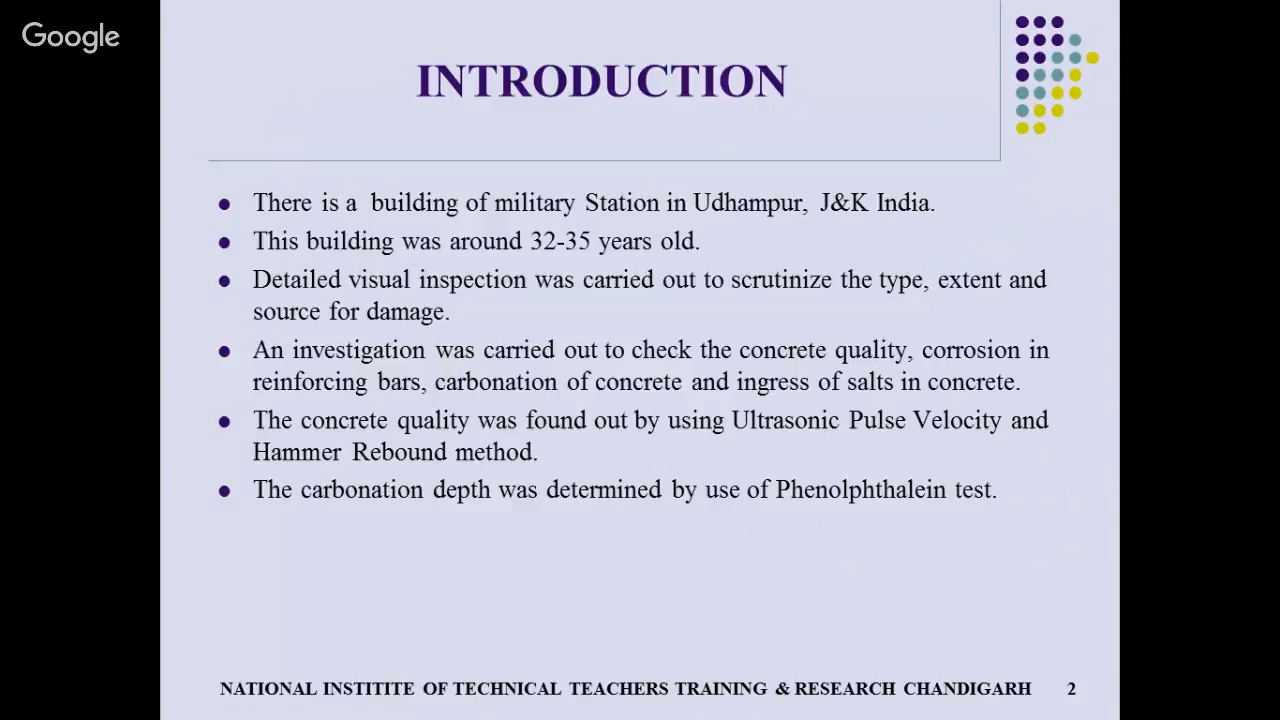 Google
INTRODUCTION
There is a building of military Station in Udhampur, J&K India.
This building was around 32-35 years old.
Detailed visual inspection was carried out to scrutinize the type, extent and
source for damage.
An investigation was carried out to check the concrete quality, corrosion in
reinforcing bars, carbonation of concrete and ingress of salts in concrete.
The concrete quality was found out by using Ultrasonic Pulse Velocity and
Hammer Rebound method.
The carbonation depth was determined by use of Phenolphthalein test.
NATIONAL INSTITITE OF TECHNICAL TEACHERS TRAINING & RESEARCH CHANDIGARH 2